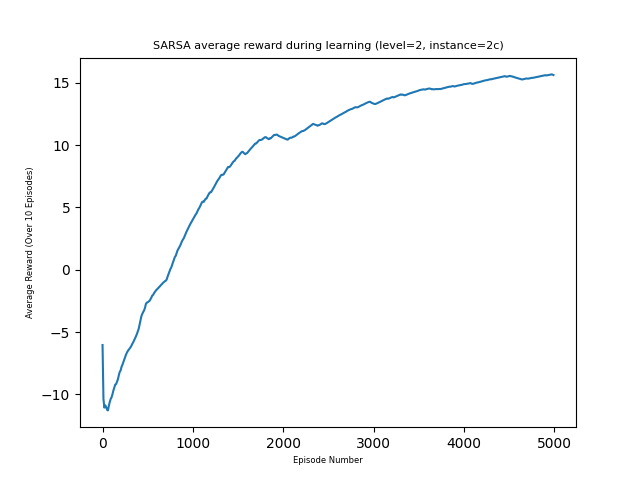 SARSA average reward during learning (level=2, instance=2c)
15
10
5
0
−5
−10
Average Reward (Over 10 Episodes)
0 1000 2000 3000 4000 5000
Episode Number